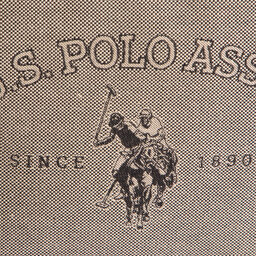 U.S. POLO ASS
SINCE 1890